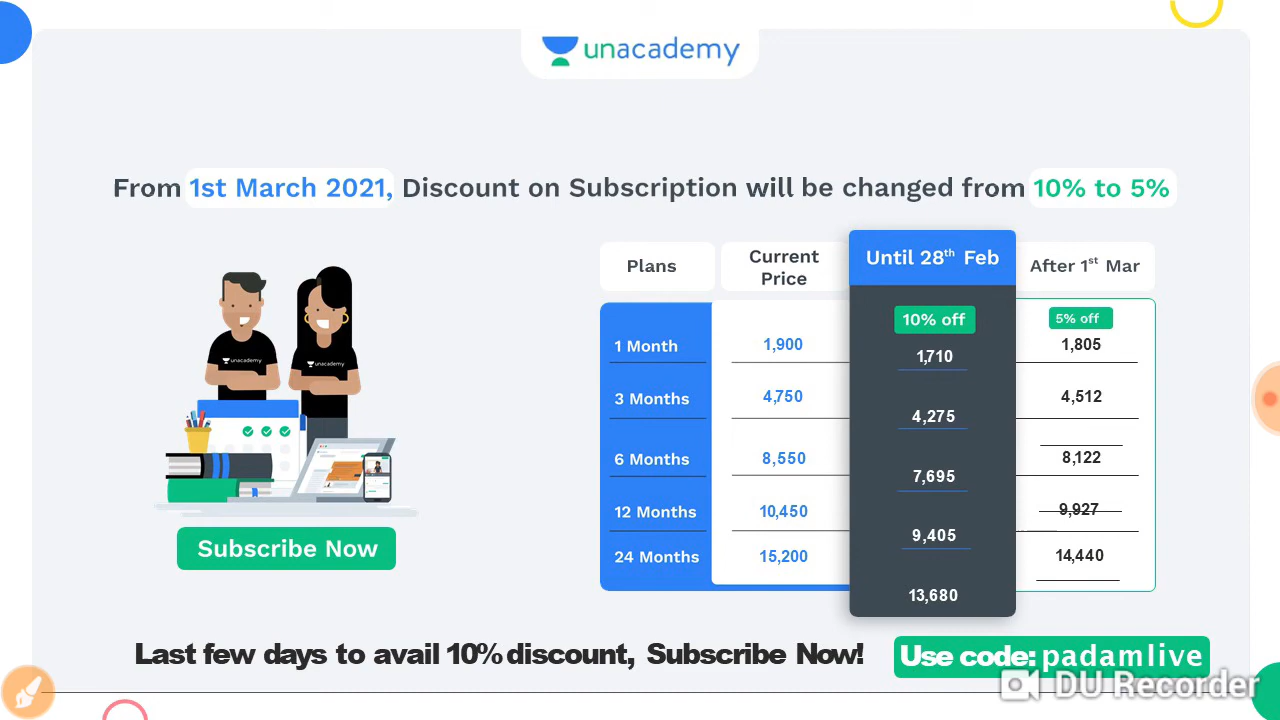 unacademy
From 1st March 2021, Discount on Subscription will be changed from 10% to 5%
Plans Current Price Until 28th Feb After 1st Mar
10% off 5% off
1 Month 1,900 1,710 1,805
3 Months 4,750 4,275 4,512
6 Months 8,550 7,695 8,122
12 Months 10,450 9,405 9,927
24 Months 15,200 13,680 14,440
unacademy
unacademy
Subscribe Now
Last few days to avail 10% discount, Subscribe Now! Use code: padamlive
DU Recorder